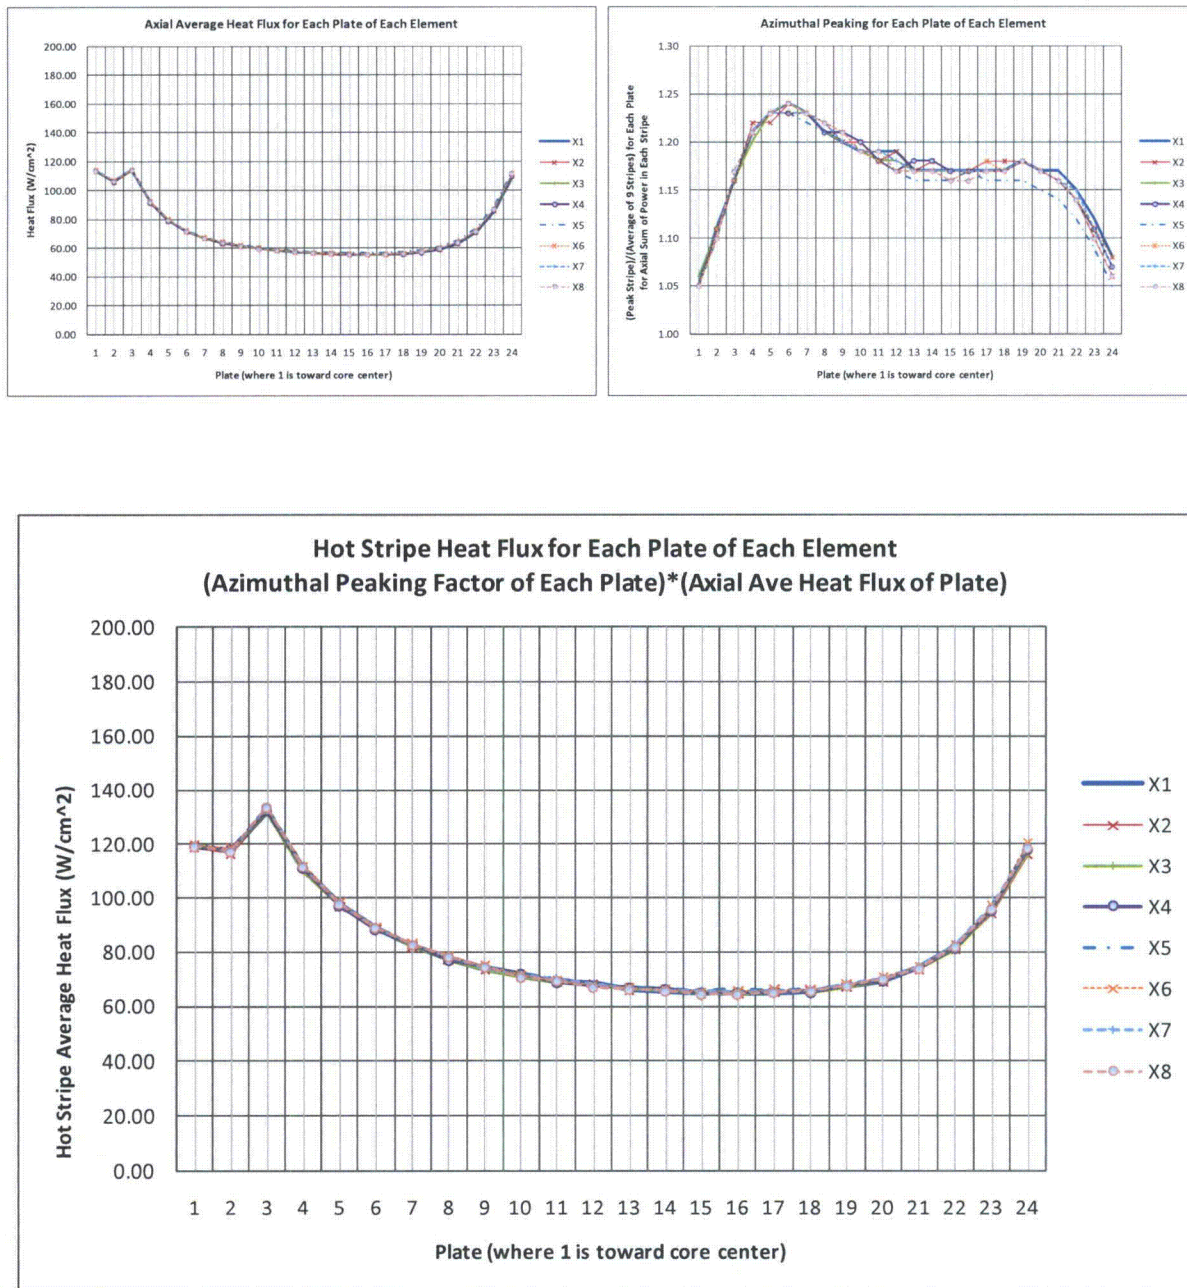 Axial Average Heat Flux for Each Plate of Each Element
Heat Flux (W/cm^2)
200.00
180.00
160.00
140.00
120.00
100.00
80.00
60.00
40.00
20.00
0.00
1 2 3 4 5 6 7 8 9 10 11 12 13 14 15 16 17 18 19 20 21 22 23 24
Plate (where 1 is toward core center)
X1
X2
X3
X4
X5
X6
X7
X8
Azimuthal Peaking for Each Plate of Each Element
(Peak Stripe)/(Average of 9 Stripes) for Each Plate
for Axial Sum of Power in Each Stripe
1.30
1.25
1.20
1.15
1.10
1.05
1.00
1 2 3 4 5 6 7 8 9 10 11 12 13 14 15 16 17 18 19 20 21 22 23 24
Plate (where 1 is toward core center)
X1
X2
X3
X4
X5
X6
X7
X8
Hot Stripe Heat Flux for Each Plate of Each Element
(Azimuthal Peaking Factor of Each Plate)*(Axial Ave Heat Flux of Plate)
Hot Stripe Average Heat Flux (W/cm^2)
200.00
180.00
160.00
140.00
120.00
100.00
80.00
60.00
40.00
20.00
0.00
1 2 3 4 5 6 7 8 9 10 11 12 13 14 15 16 17 18 19 20 21 22 23 24
Plate (where 1 is toward core center)
X1
X2
X3
X4
X5
X6
X7
X8